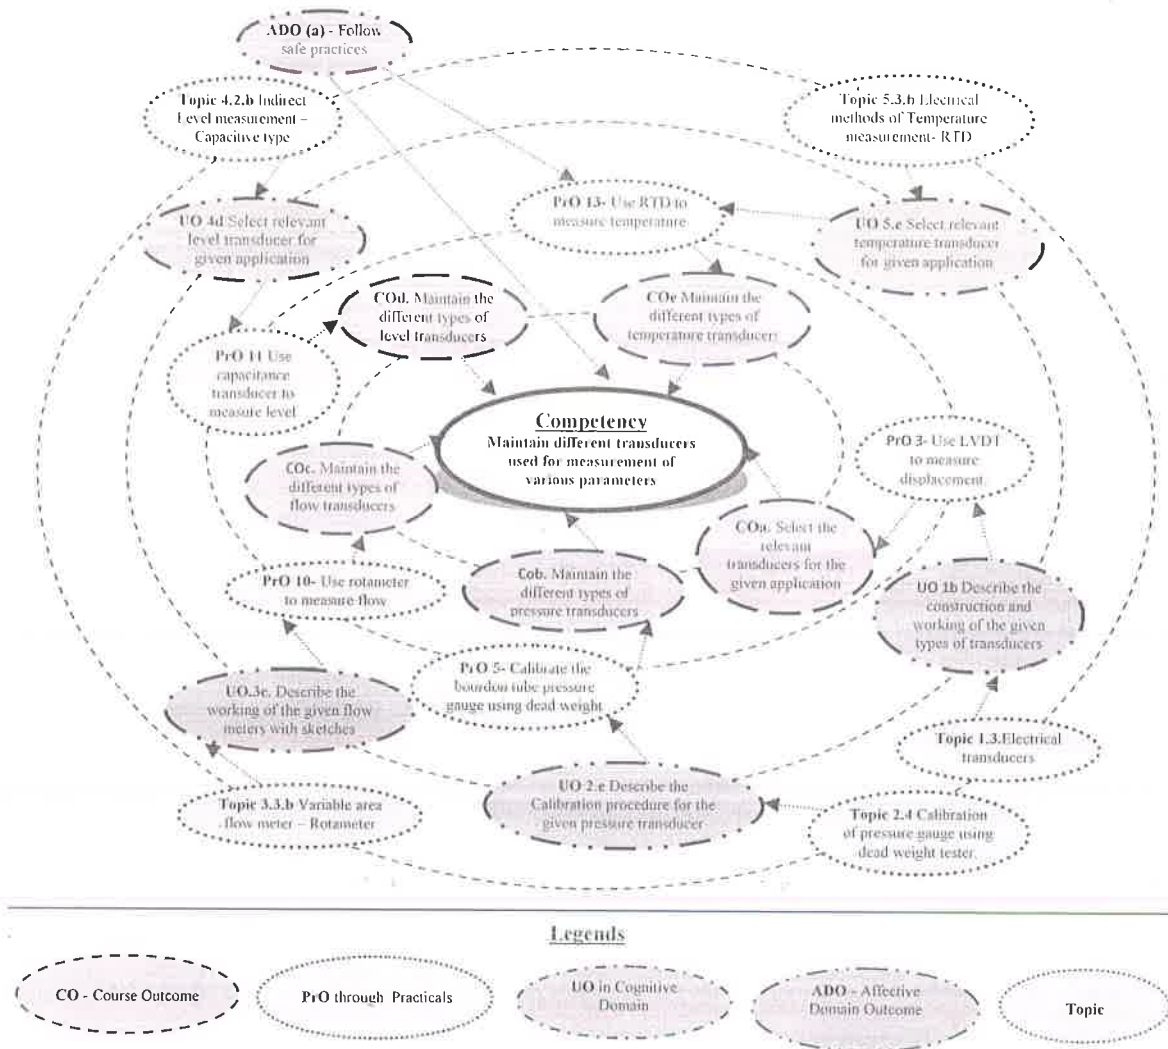 ADO (a) - Follow
safe practices
Topic 4.2.b Indirect
Level measurement –
Capacitive type
Topic 5.3.b Electrical
methods of Temperature
measurement- RTD
PrO 13- Use RTD to
measure temperature
UO 4d Select relevant
level transducer for
given application
UO 5.e Select relevant
temperature transducer
for given application
COd. Maintain the
different types of
level transducers
COe Maintain the
different types of
temperature transducers
PrO 11 Use
capacitance
transducer to
measure level
Competency
Maintain different transducers
used for measurement of
various parameters
PrO 3- Use LVDT
to measure
displacement.
COc. Maintain the
different types of
flow transducers
COa. Select the
relevant
transducers for the
given application
PrO 10- Use rotameter
to measure flow
Cob. Maintain the
different types of
pressure transducers
UO 1b Describe the
construction and
working of the given
types of transducers
PrO 5- Calibrate the
bourdon tube pressure
gauge using dead weight
UO.3c. Describe the
working of the given flow
meters with sketches
Topic 1.3.Electrical
transducers
UO 2.e Describe the
Calibration procedure for the
given pressure transducer
Topic 3.3.b Variable area
flow meter – Rotameter
Topic 2.4 Calibration
of pressure gauge using
dead weight tester.
Legends
CO - Course Outcome
PrO through Practicals
UO in Cognitive
Domain
ADO – Affective
Domain Outcome
Topic